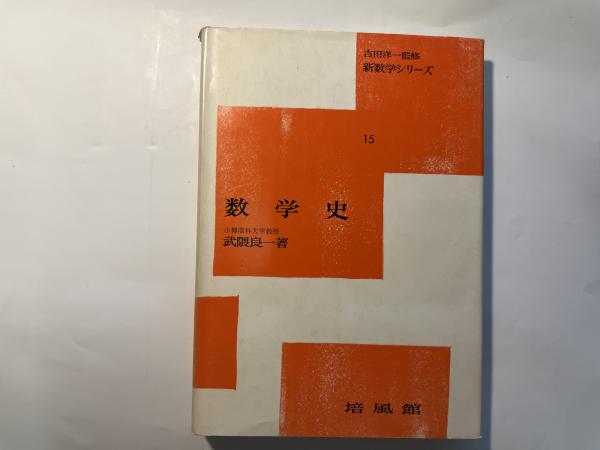 吉田洋一監修
新数学シリーズ
15
数学史
小樽商科大学教授
武隈良一著
培風館